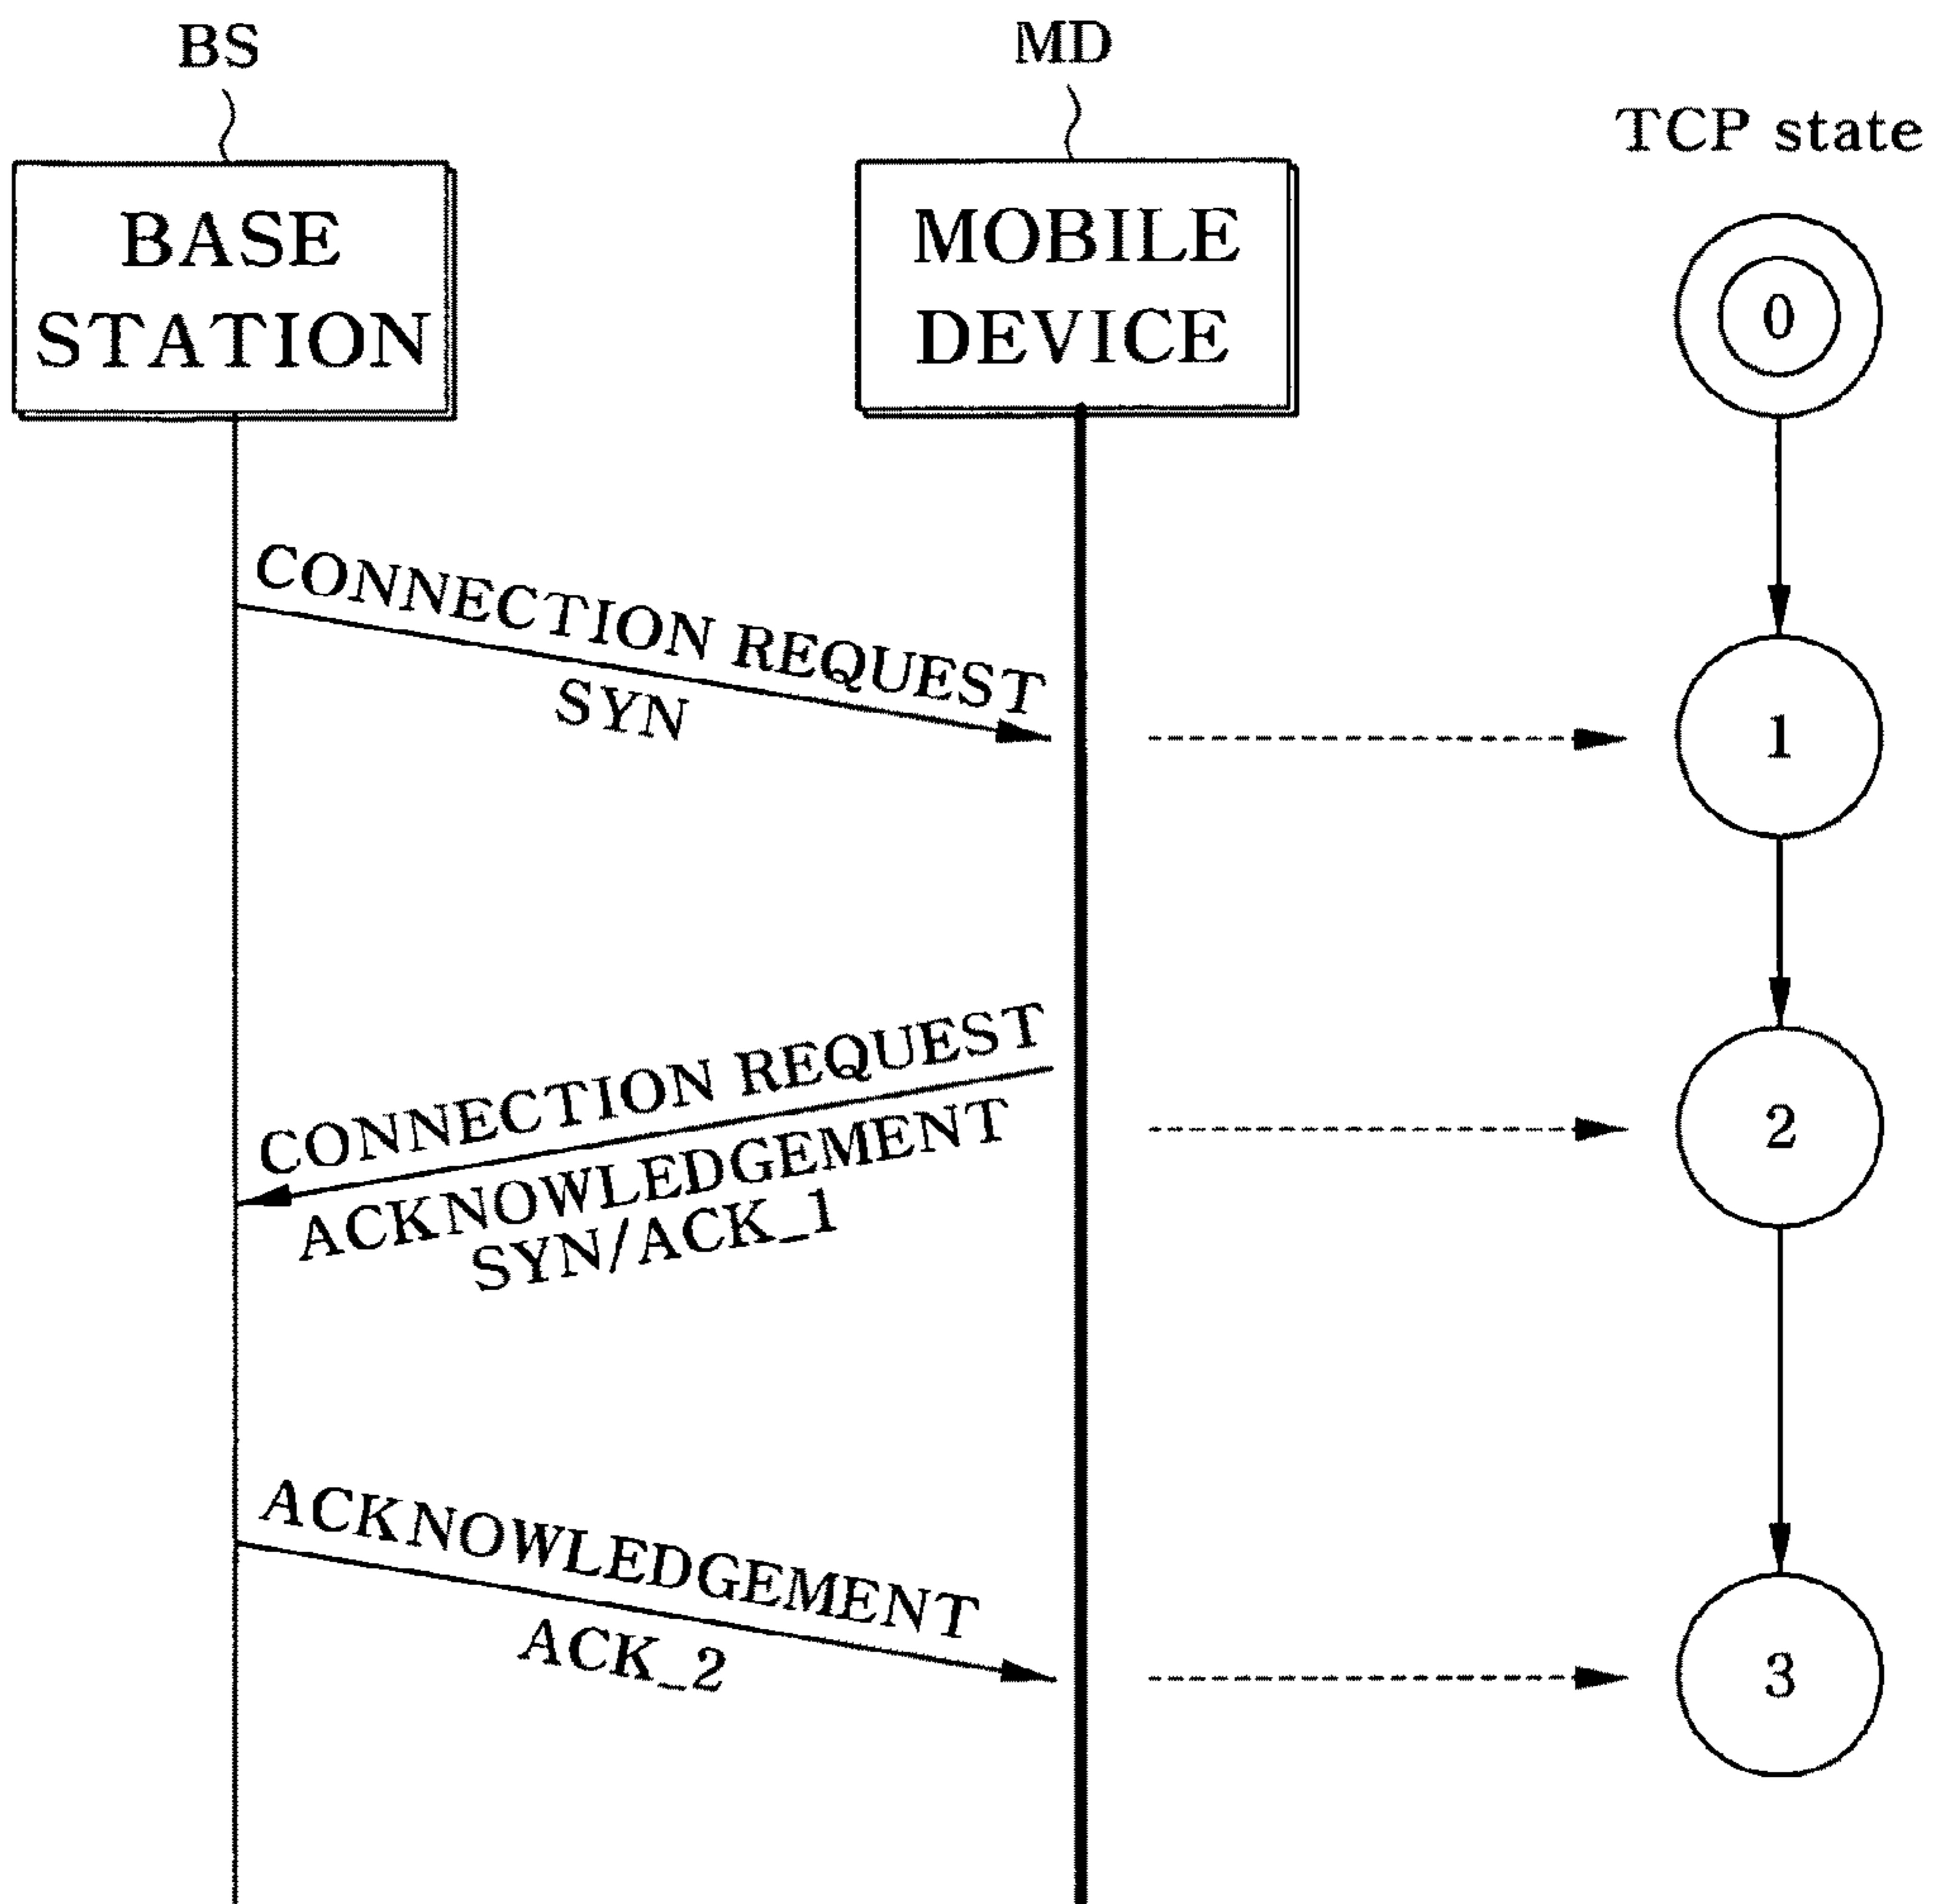 BS
MD
TCP state
BASE
STATION
MOBILE
DEVICE
0
CONNECTION REQUEST
SYN
1
CONNECTION REQUEST
ACKNOWLEDGEMENT
SYN/ACK_1
2
ACKNOWLEDGEMENT
ACK_2
3